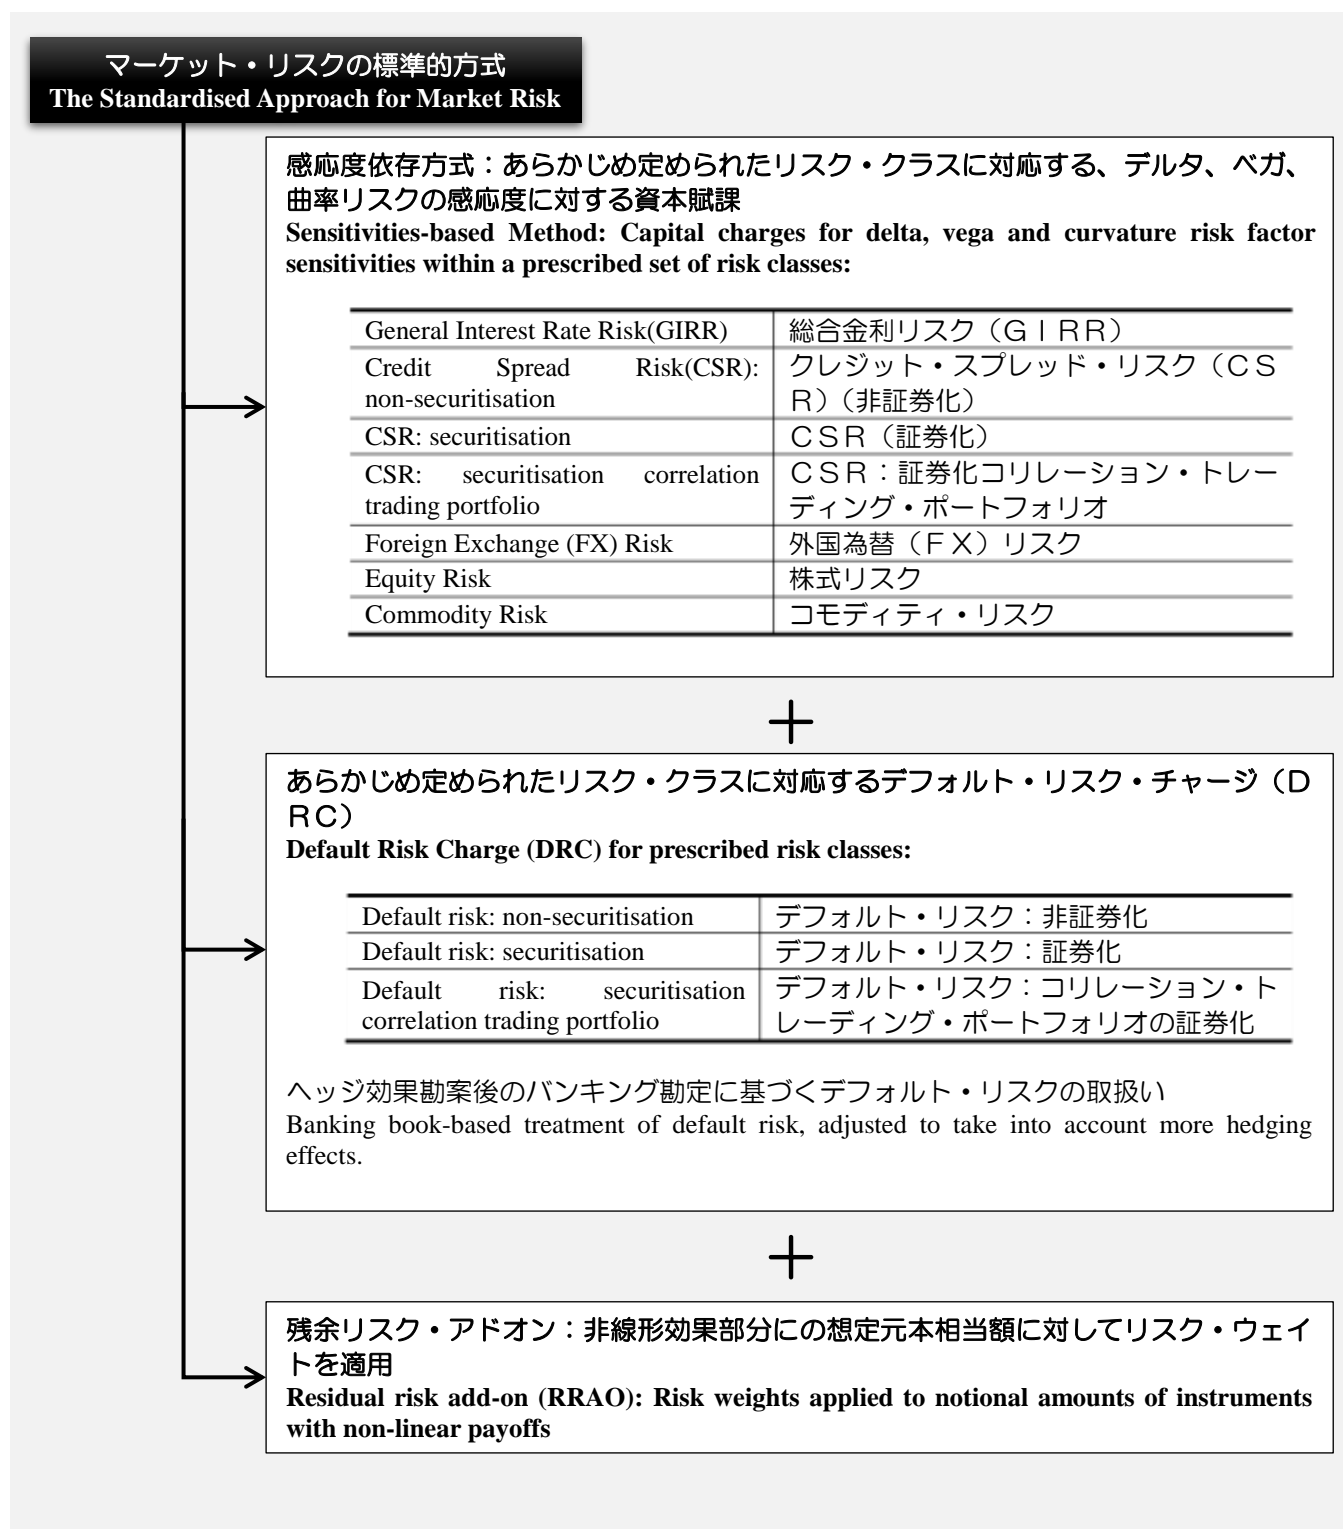 マーケット・リスクの標準的方式
The Standardised Approach for Market Risk
感応度依存方式：あらかじめ定められたリスク・クラスに対応する、デルタ、ベガ、
曲率リスクの感応度に対する資本賦課
Sensitivities-based Method: Capital charges for delta, vega and curvature risk factor
sensitivities within a prescribed set of risk classes:
General Interest Rate Risk(GIRR)
総合金利リスク（ＧＩＲＲ）
Credit Spread Risk(CSR):
non-securitisation
クレジット・スプレッド・リスク（ＣＳ
Ｒ）（非証券化）
CSR: securitisation
ＣＳＲ（証券化）
CSR: securitisation correlation
trading portfolio
ＣＳＲ：証券化コリレーション・トレー
ディング・ポートフォリオ
Foreign Exchange (FX) Risk
外国為替（ＦＸ）リスク
Equity Risk
株式リスク
Commodity Risk
コモディティ・リスク
＋
あらかじめ定められたリスク・クラスに対応するデフォルト・リスク・チャージ（Ｄ
ＲＣ）
Default Risk Charge (DRC) for prescribed risk classes:
Default risk: non-securitisation
デフォルト・リスク：非証券化
Default risk: securitisation
デフォルト・リスク：証券化
Default risk: securitisation
correlation trading portfolio
デフォルト・リスク：コリレーション・ト
レーディング・ポートフォリオの証券化
ヘッジ効果勘案後のバンキング勘定に基づくデフォルト・リスクの取扱い
Banking book-based treatment of default risk, adjusted to take into account more hedging
effects.
＋
残余リスク・アドオン：非線形効果部分にの想定元本相当額に対してリスク・ウェイ
トを適用
Residual risk add-on (RRAO): Risk weights applied to notional amounts of instruments
with non-linear payoffs